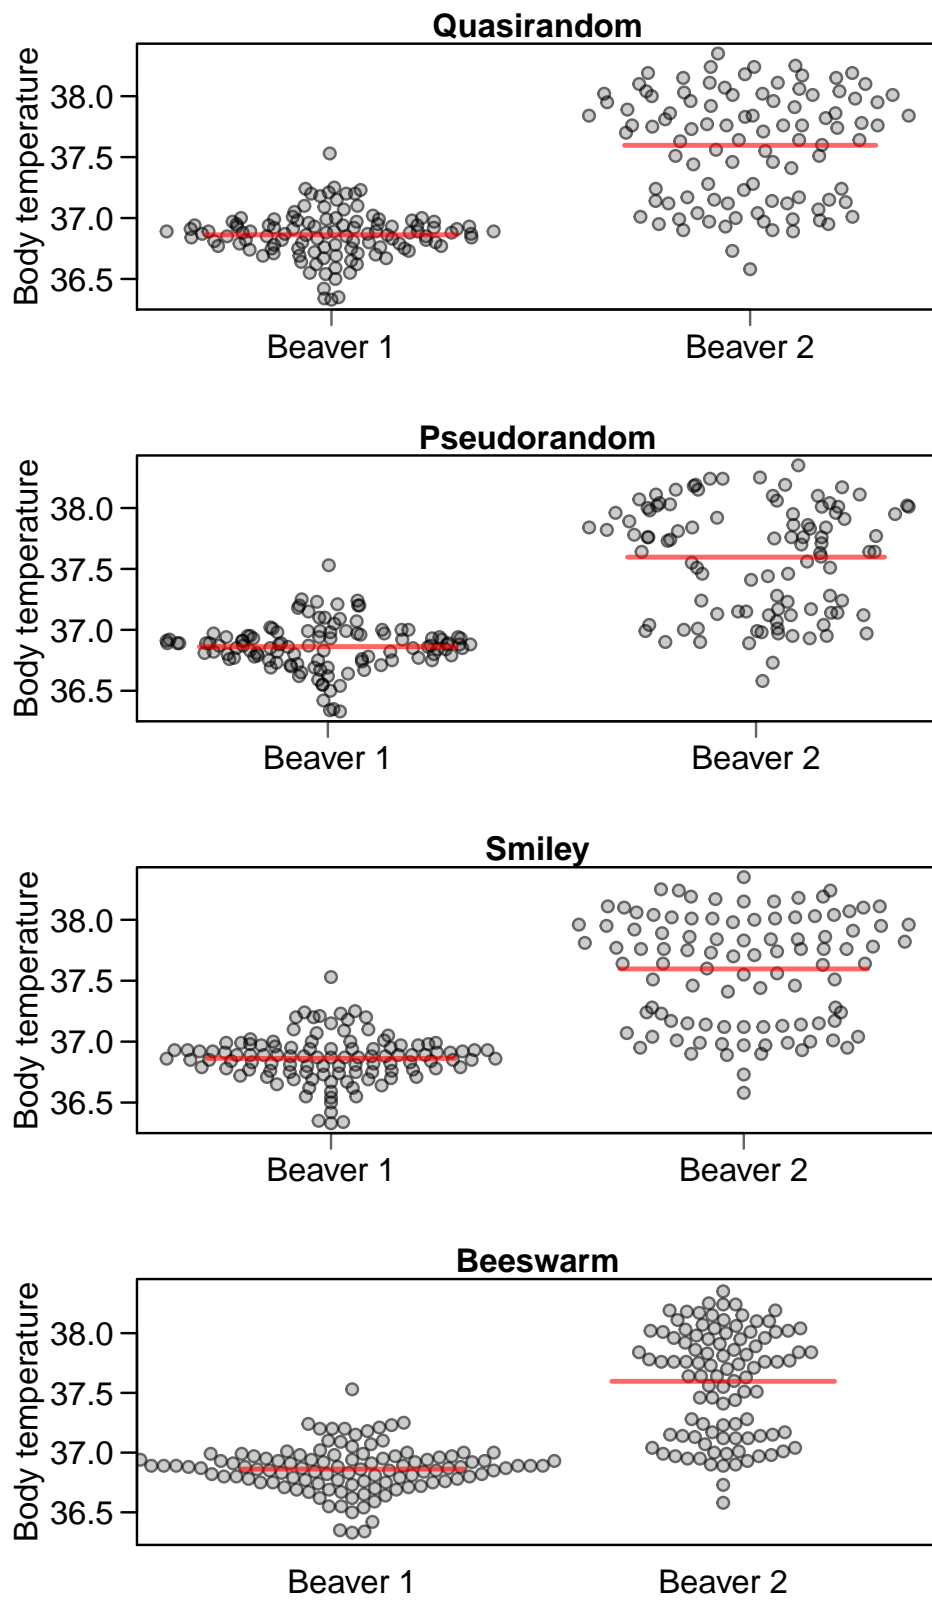 Quasirandom
Body temperature
38.0
37.5
37.0
36.5
Beaver 1 Beaver 2
Pseudorandom
Body temperature
38.0
37.5
37.0
36.5
Beaver 1 Beaver 2
Smiley
Body temperature
38.0
37.5
37.0
36.5
Beaver 1 Beaver 2
Beeswarm
Body temperature
38.0
37.5
37.0
36.5
Beaver 1 Beaver 2